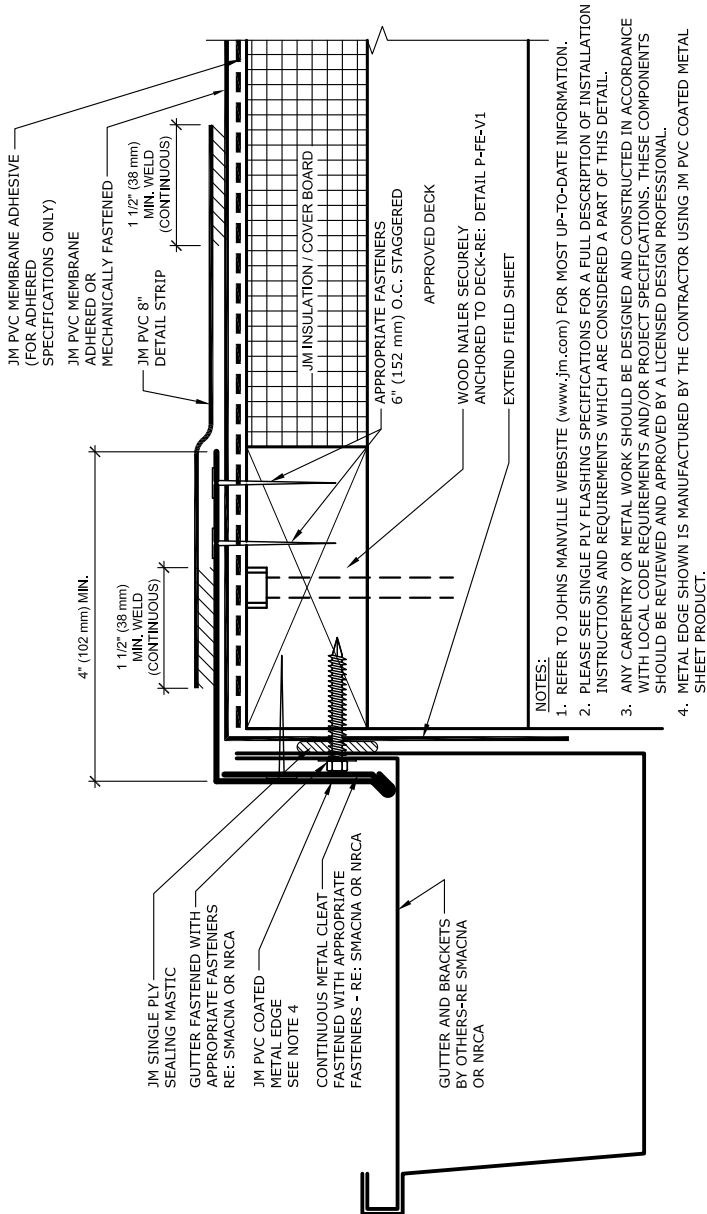 JM PVC MEMBRANE ADHESIVE
(FOR ADHERED
SPECIFICATIONS ONLY)
JM PVC MEMBRANE
ADHERED OR
MECHANICALLY FASTENED
JM PVC 8"
DETAIL STRIP
1 1/2" (38 mm)
MIN. WELD
(CONTINUOUS)
4" (102 mm) MIN.
1 1/2" (38 mm)
MIN. WELD
(CONTINUOUS)
JM SINGLE PLY
SEALING MASTIC
GUTTER FASTENED WITH
APPROPRIATE FASTENERS
RE: SMACNA OR NRCA
JM PVC COATED
METAL EDGE
SEE NOTE 4
CONTINUOUS METAL CLEAT
FASTENED WITH APPROPRIATE
FASTENERS - RE: SMACNA OR NRCA
GUTTER AND BRACKETS
BY OTHERS-RE SMACNA
OR NRCA
JM INSULATION / COVER BOARD
APPROPRIATE FASTENERS
6" (152 mm) O.C. STAGGERED
APPROVED DECK
WOOD NAILER SECURELY
ANCHORED TO DECK-RE: DETAIL P-FE-V1
EXTEND FIELD SHEET
NOTES:
1. REFER TO JOHNS MANVILLE WEBSITE (www.jm.com) FOR MOST UP-TO-DATE INFORMATION.
2. PLEASE SEE SINGLE PLY FLASHING SPECIFICATIONS FOR A FULL DESCRIPTION OF INSTALLATION
INSTRUCTIONS AND REQUIREMENTS WHICH ARE CONSIDERED A PART OF THIS DETAIL.
3. ANY CARPENTRY OR METAL WORK SHOULD BE DESIGNED AND CONSTRUCTED IN ACCORDANCE
WITH LOCAL CODE REQUIREMENTS AND/OR PROJECT SPECIFICATIONS. THESE COMPONENTS
SHOULD BE REVIEWED AND APPROVED BY A LICENSED DESIGN PROFESSIONAL.
4. METAL EDGE SHOWN IS MANUFACTURED BY THE CONTRACTOR USING JM PVC COATED METAL
SHEET PRODUCT.